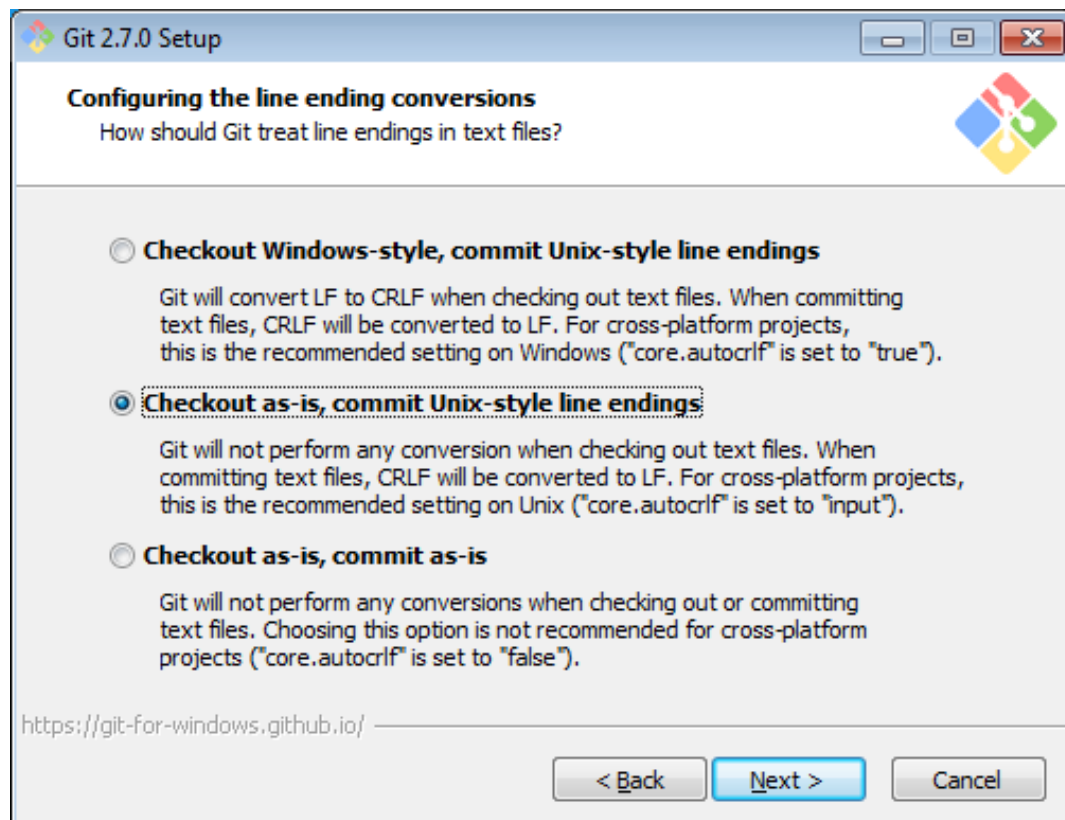 Git 2.7.0 Setup
Configuring the line ending conversions
How should Git treat line endings in text files?
Checkout Windows-style, commit Unix-style line endings
Git will convert LF to CRLF when checking out text files. When committing
text files, CRLF will be converted to LF. For cross-platform projects,
this is the recommended setting on Windows ("core.autocrlf" is set to "true").
Checkout as-is, commit Unix-style line endings
Git will not perform any conversion when checking out text files. When
committing text files, CRLF will be converted to LF. For cross-platform projects,
this is the recommended setting on Unix ("core.autocrlf" is set to "input").
Checkout as-is, commit as-is
Git will not perform any conversions when checking out or committing
text files. Choosing this option is not recommended for cross-platform
projects ("core.autocrlf" is set to "false").
https://git-for-windows.github.io/
< Back Next > Cancel